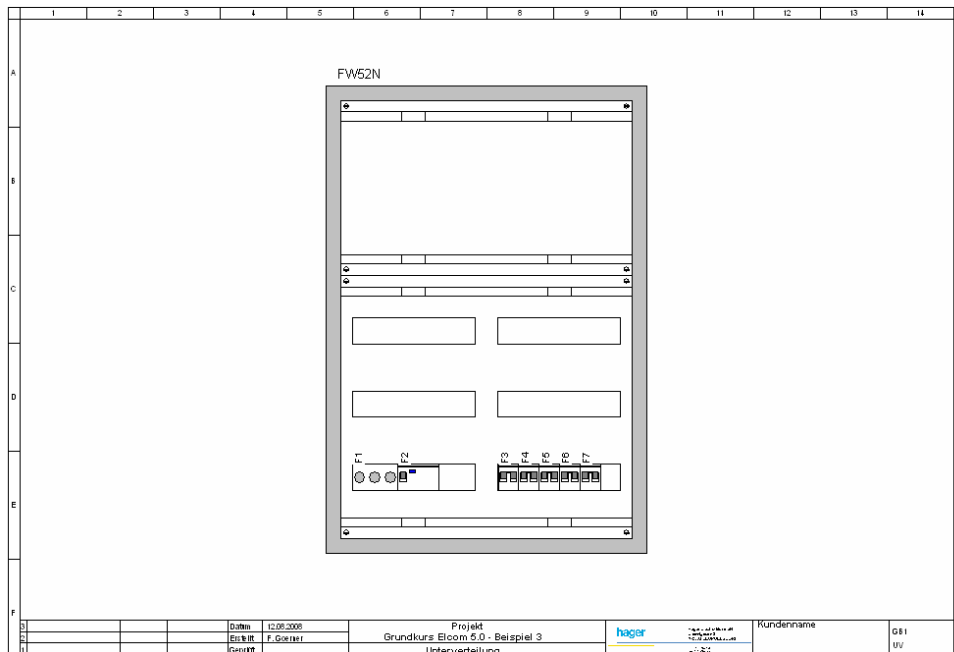 1 2 3 4 5 6 7 8 9 10 11 12 13 14
A
FW52N
B
C
D
F1 F2 F3 F4 F5 F6 F7
E
F
3 Datum 12.08.2008 Projekt Kundenname
2 Erstellt F. Goerner Grundkurs Elcom 5.0 - Beispiel 3 hager GB1
1 Geprüft Unterverteilung UV